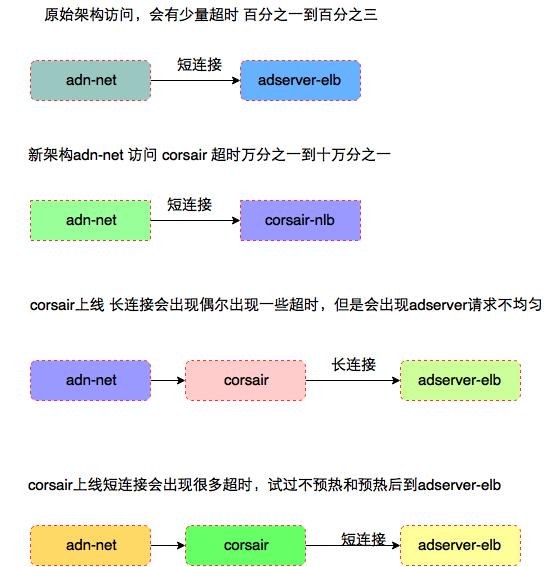 原始架构访问，会有少量超时 百分之一到百分之三
短连接
adn-net
adserver-elb
新架构adn-net 访问 corsair 超时万分之一到十万分之一
短连接
adn-net
corsair-nlb
corsair上线 长连接会出现偶尔出现一些超时，但是会出现adserver请求不均匀
长连接
adn-net
corsair
adserver-elb
corsair上线短连接会出现很多超时，试过不预热和预热后到adserver-elb
短连接
adn-net
corsair
adserver-elb